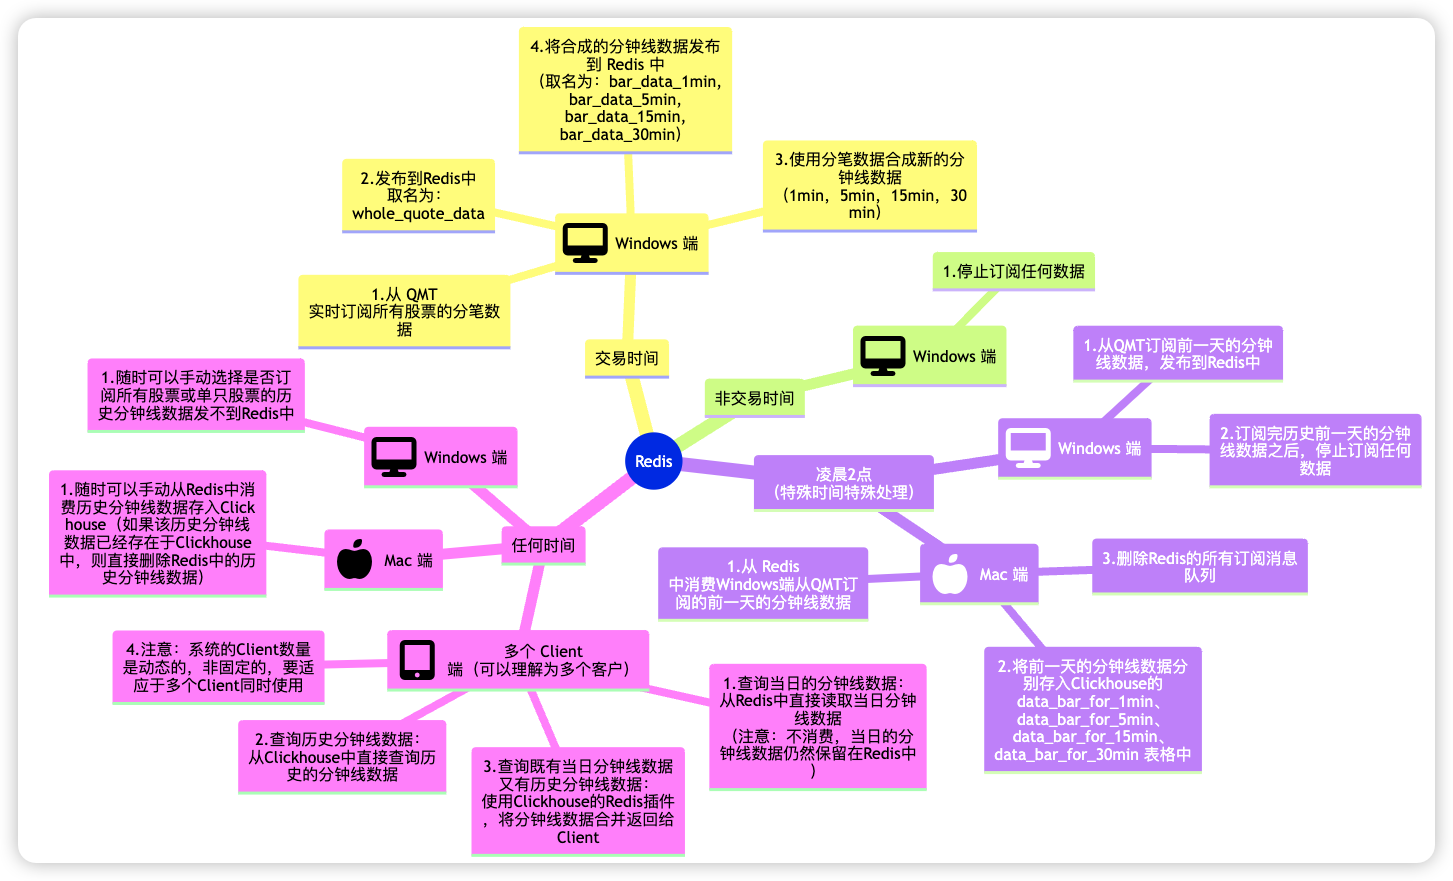 4.将合成的分钟线数据发布
到 Redis 中
（取名为：bar_data_1min，
bar_data_5min，
bar_data_15min，
bar_data_30min）
2.发布到Redis中
取名为：
whole_quote_data
3.使用分笔数据合成新的分
钟线数据
（1min，5min，15min，30
min）
Windows 端
1.从 QMT
实时订阅所有股票的分笔数
据
交易时间
1.停止订阅任何数据
Windows 端
非交易时间
Redis
1.从QMT订阅前一天的分钟
线数据，发布到Redis中
Windows 端
2.订阅完历史前一天的分钟
线数据之后，停止订阅任何
数据
凌晨2点
（特殊时间特殊处理）
1.从 Redis
中消费Windows端从QMT订
阅的前一天的分钟线数据
Mac 端
3.删除Redis的所有订阅消息
队列
2.将前一天的分钟线数据分
别存入Clickhouse的
data_bar_for_1min、
data_bar_for_5min、
data_bar_for_15min、
data_bar_for_30min 表格中
1.随时可以手动选择是否订
阅所有股票或单只股票的历
史分钟线数据发不到Redis中
Windows 端
1.随时可以手动从Redis中消
费历史分钟线数据存入Click
house（如果该历史分钟线
数据已经存在于Clickhouse
中，则直接删除Redis中的历
史分钟线数据）
Mac 端
任何时间
多个 Client
端（可以理解为多个客户）
4.注意：系统的Client数量
是动态的，非固定的，要适
应于多个Client同时使用
2.查询历史分钟线数据：
从Clickhouse中直接查询历
史的分钟线数据
3.查询既有当日分钟线数据
又有历史分钟线数据：
使用Clickhouse的Redis插件
，将分钟线数据合并返回给
Client
1.查询当日的分钟线数据：
从Redis中直接读取当日分钟
线数据
（注意：不消费，当日的分
钟线数据仍然保留在Redis中
）